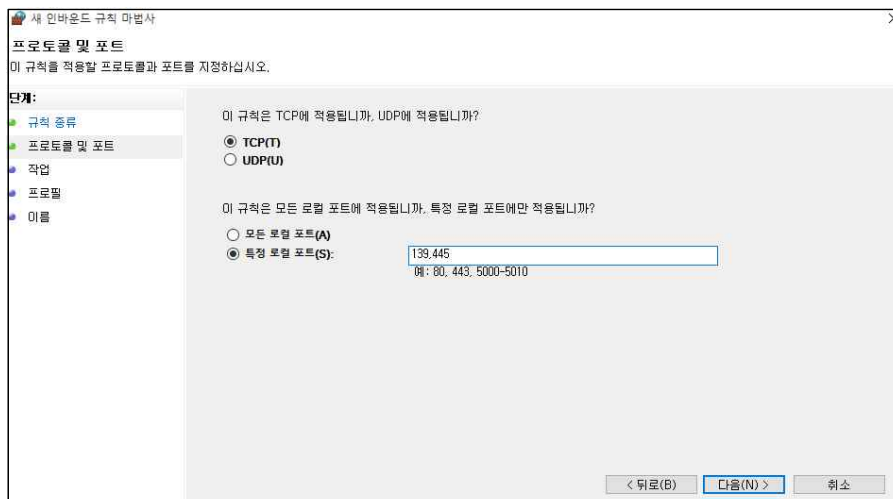 새 인바운드 규칙 마법사
프로토콜 및 포트
이 규칙을 적용할 프로토콜과 포트를 지정하십시오.
단계:
규칙 종류
프로토콜 및 포트
작업
프로필
이름
이 규칙은 TCP에 적용됩니까, UDP에 적용됩니까?
TCP(T)
UDP(U)
이 규칙은 모든 로컬 포트에 적용됩니까, 특정 로컬 포트에만 적용됩니까?
모든 로컬 포트(A)
특정 로컬 포트(S):
139,445
예: 80, 443, 5000-5010
< 뒤로(B)
다음(N) >
취소